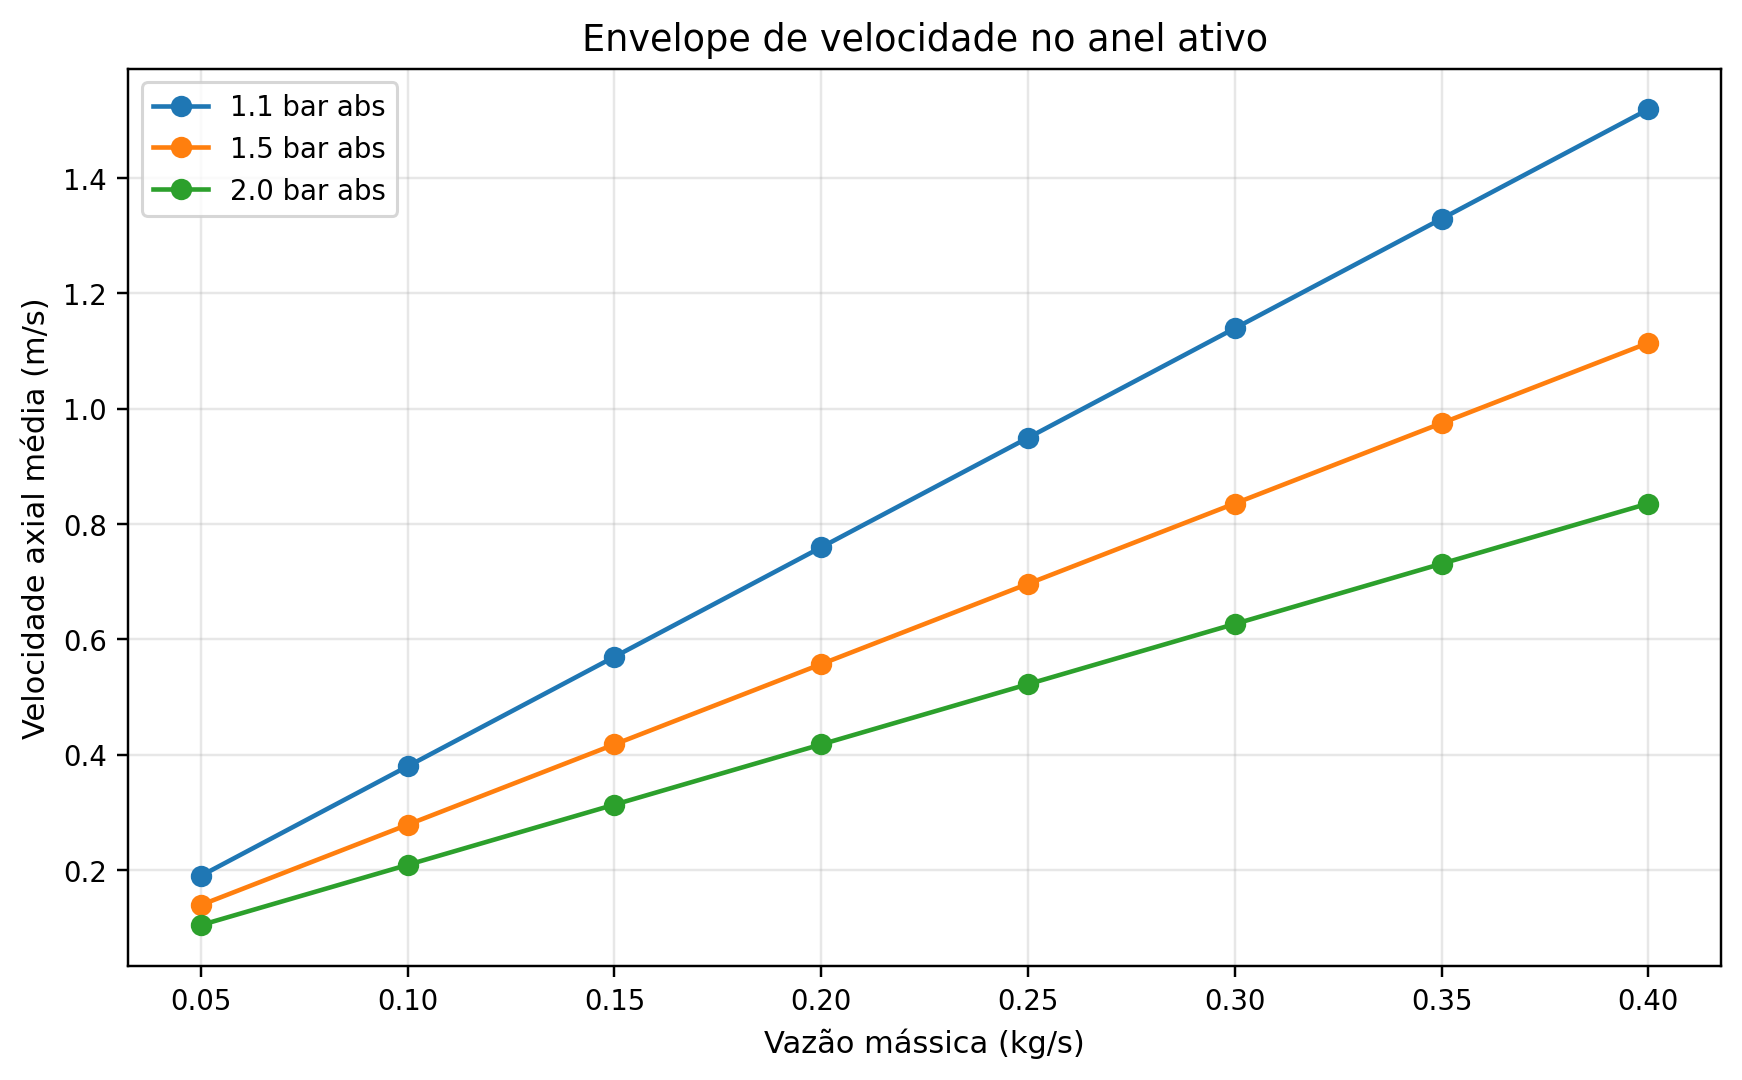 Envelope de velocidade no anel ativo
1.1 bar abs
1.5 bar abs
2.0 bar abs
Velocidade axial média (m/s)
1.4
1.2
1.0
0.8
0.6
0.4
0.2
0.05 0.10 0.15 0.20 0.25 0.30 0.35 0.40
Vazão mássica (kg/s)